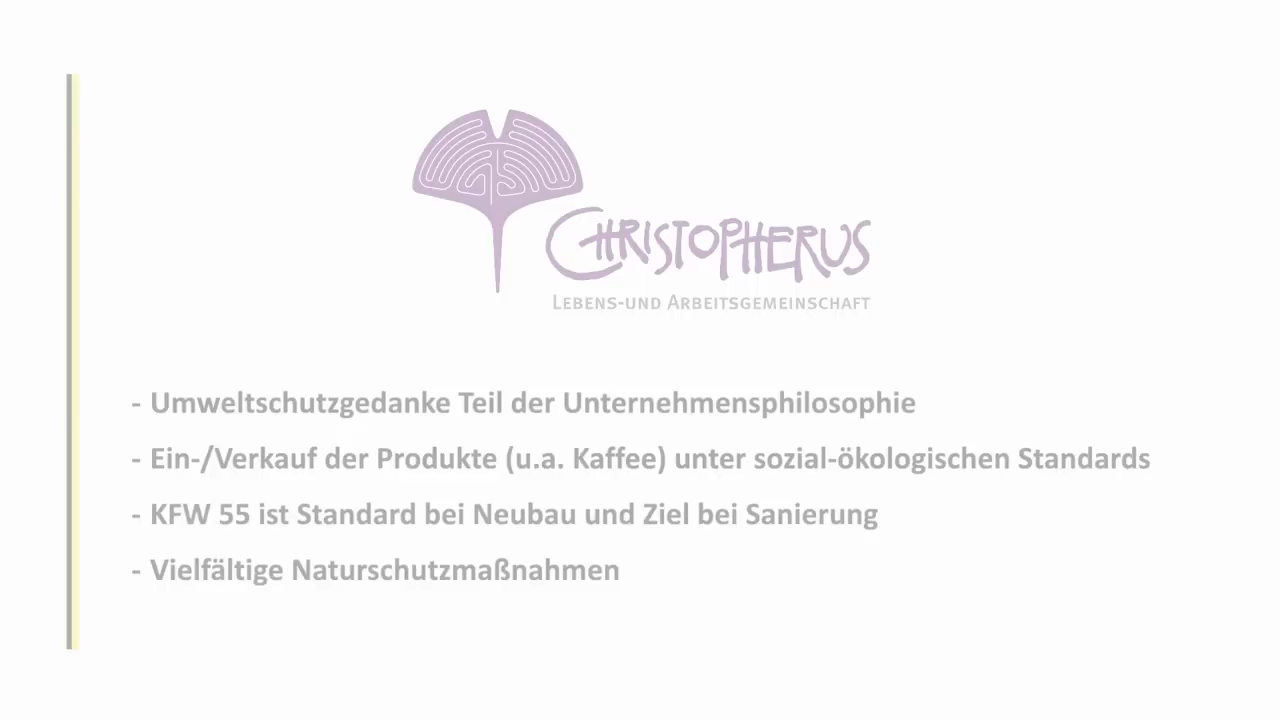 CHRISTOPHERUS
LEBENS-UND ARBEITSGEMEINSCHAFT
- Umweltschutzgedanke Teil der Unternehmensphilosophie
- Ein-/Verkauf der Produkte (u.a. Kaffee) unter sozial-ökologischen Standards
- KFW 55 ist Standard bei Neubau und Ziel bei Sanierung
- Vielfältige Naturschutzmaßnahmen